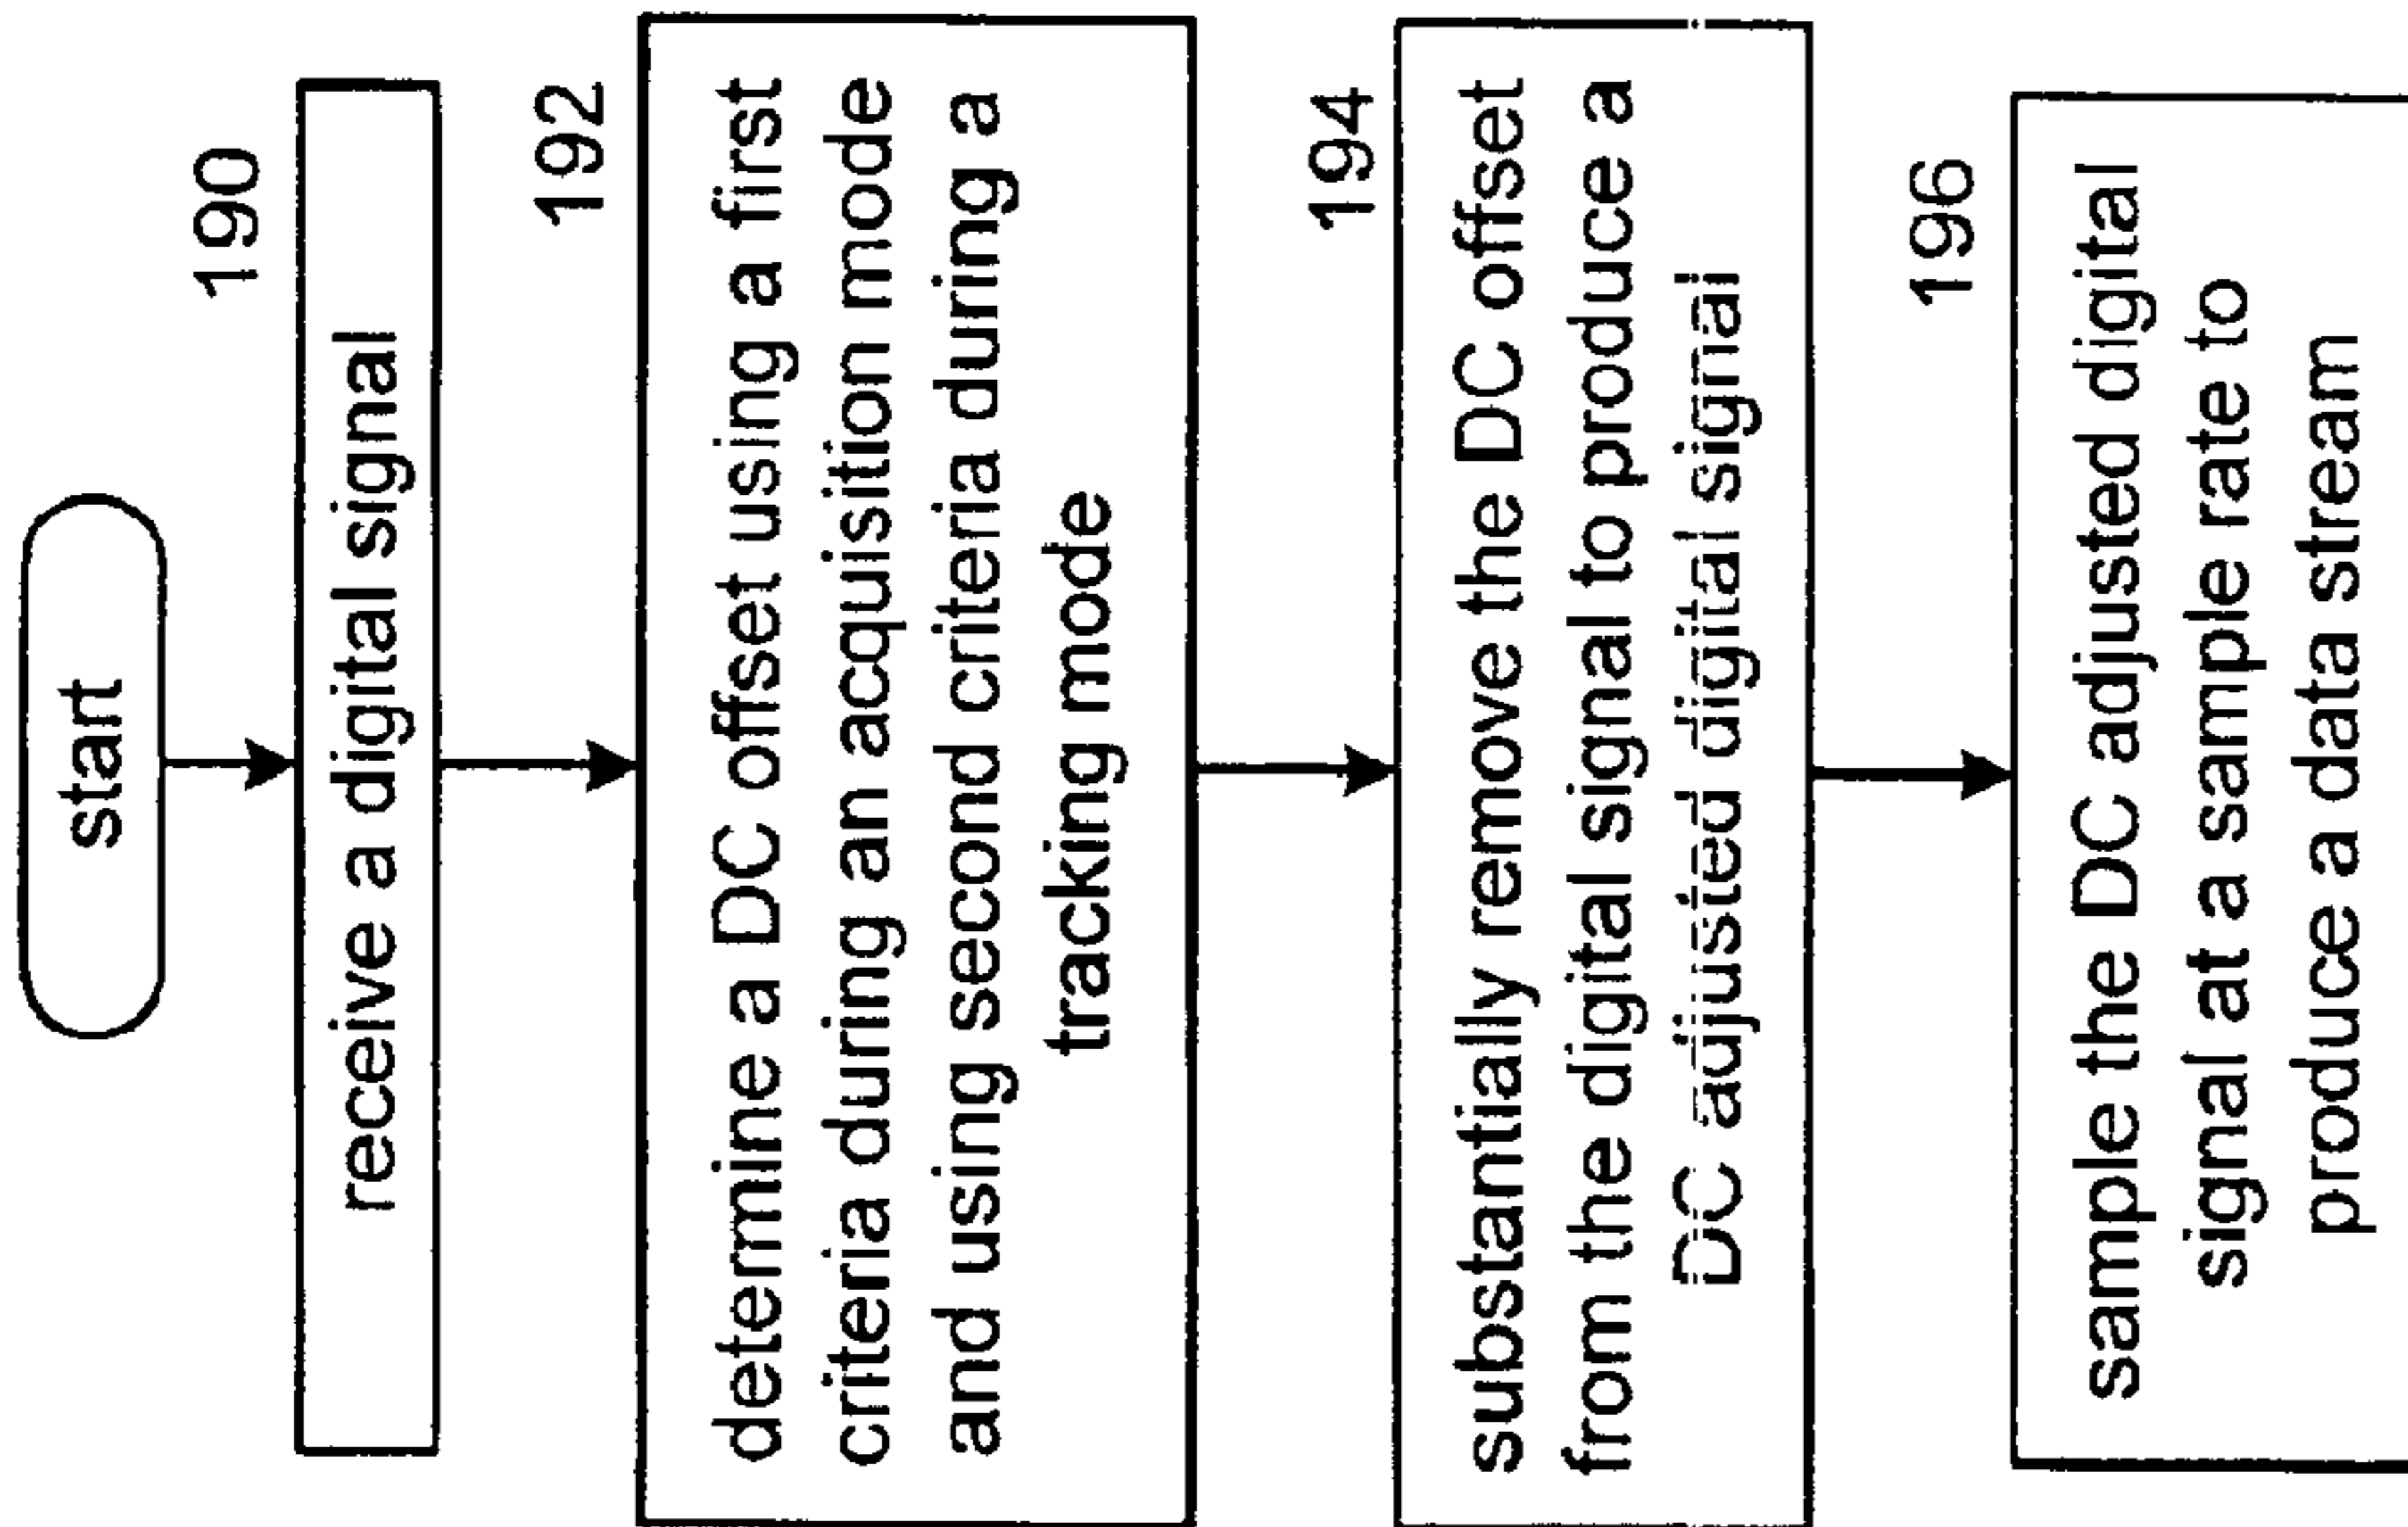 start
190
receive a digital signal
192
determine a DC offset using a first
criteria during an acquisition mode
and using second criteria during a
tracking mode
194
substantially remove the DC offset
from the digital signal to produce a
DC adjusted digital signal
196
sample the DC adjusted digital
signal at a sample rate to
produce a data stream